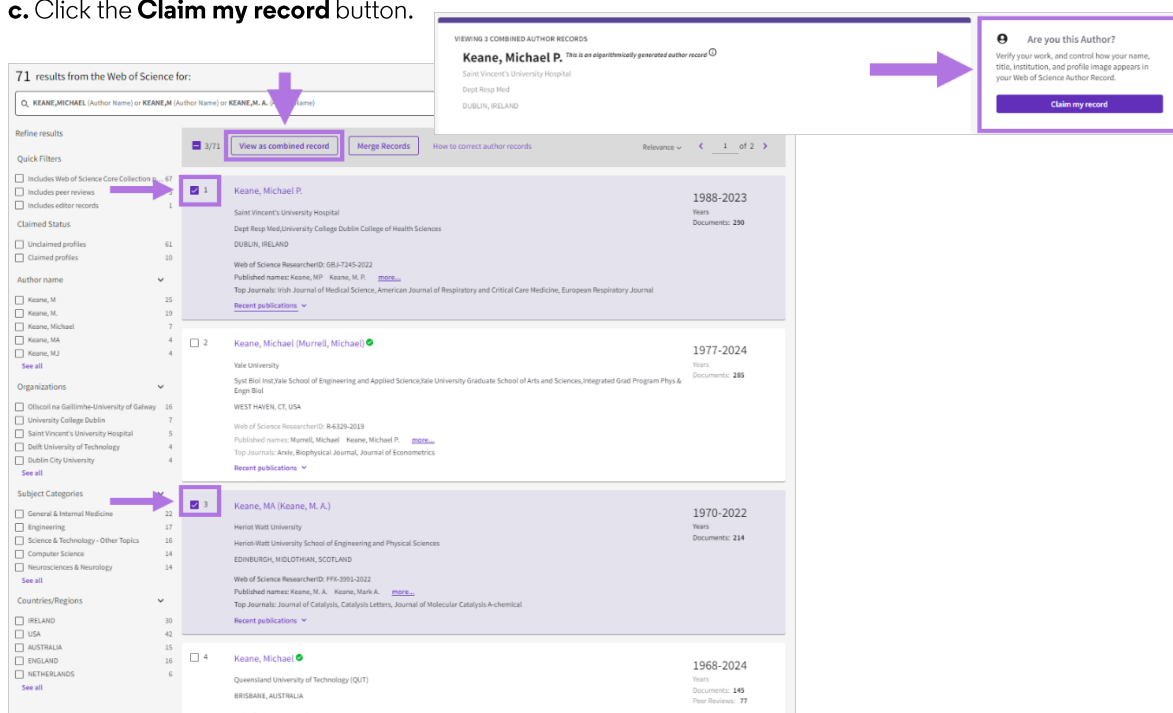 c. Click the Claim my record button.
VIEWING 3 COMBINED AUTHOR RECORDS
Keane, Michael P. This is an algorithmically generated author record
Saint Vincent's University Hospital
Dept Resp Med
DUBLIN, IRELAND
Are you this Author?
Verify your work, and control how your name,
title, institution, and profile image appears in
your Web of Science Author Record.
Claim my record
71 results from the Web of Science for:
KEANE,MICHAEL (Author Name) or KEANE,M (Author Name) or KEANE,M. A.
Refine results
Quick Filters
Includes Web of Science Core Collection p... 67
Includes peer reviews
Includes editor records 1
Claimed Status
Unclaimed profiles 61
Claimed profiles 10
Author name
Keane, M 25
Keane, M. 19
Keane, Michael 7
Keane, MA 4
Keane, MJ 4
See all
Organizations
Ollscoil na Gaillimhe-University of Galway 16
University College Dublin 7
Saint Vincent's University Hospital 5
Delft University of Technology 4
Dublin City University 4
See all
Subject Categories
General & Internal Medicine 22
Engineering 17
Science & Technology - Other Topics 16
Computer Science 14
Neurosciences & Neurology 14
See all
Countries/Regions
IRELAND 30
USA 42
AUSTRALIA 15
ENGLAND 16
NETHERLANDS 6
See all
3/71 View as combined record Merge Records How to correct author records Relevance 1 of 2
1 Keane, Michael P.
Saint Vincent's University Hospital
Dept Resp Med,University College Dublin College of Health Sciences
DUBLIN, IRELAND
Web of Science ResearcherID: GBJ-7245-2022
Published names: Keane, MP Keane, M. P. more...
Top Journals: Irish Journal of Medical Science, American Journal of Respiratory and Critical Care Medicine, European Respiratory Journal
Recent publications
1988-2023
Years
Documents: 290
2 Keane, Michael (Murrell, Michael)
Yale University
Syst Biol Inst,Yale School of Engineering and Applied Science,Yale University Graduate School of Arts and Sciences,Integrated Grad Program Phys &
Engn Biol
WEST HAVEN, CT, USA
Web of Science ResearcherID: R-6329-2019
Published names: Murrell, Michael Keane, Michael P. more...
Top Journals: Arxiv, Biophysical Journal, Journal of Econometrics
Recent publications
1977-2024
Years
Documents: 285
3 Keane, MA (Keane, M. A.)
Heriot Watt University
Heriot-Watt University School of Engineering and Physical Sciences
EDINBURGH, MIDLOTHIAN, SCOTLAND
Web of Science ResearcherID: FFX-3991-2022
Published names: Keane, M. A. Keane, Mark A. more...
Top Journals: Journal of Catalysis, Catalysis Letters, Journal of Molecular Catalysis A-chemical
Recent publications
1970-2022
Years
Documents: 214
4 Keane, Michael
Queensland University of Technology (QUT)
BRISBANE, AUSTRALIA
1968-2024
Years
Documents: 145
Peer Reviews: 77